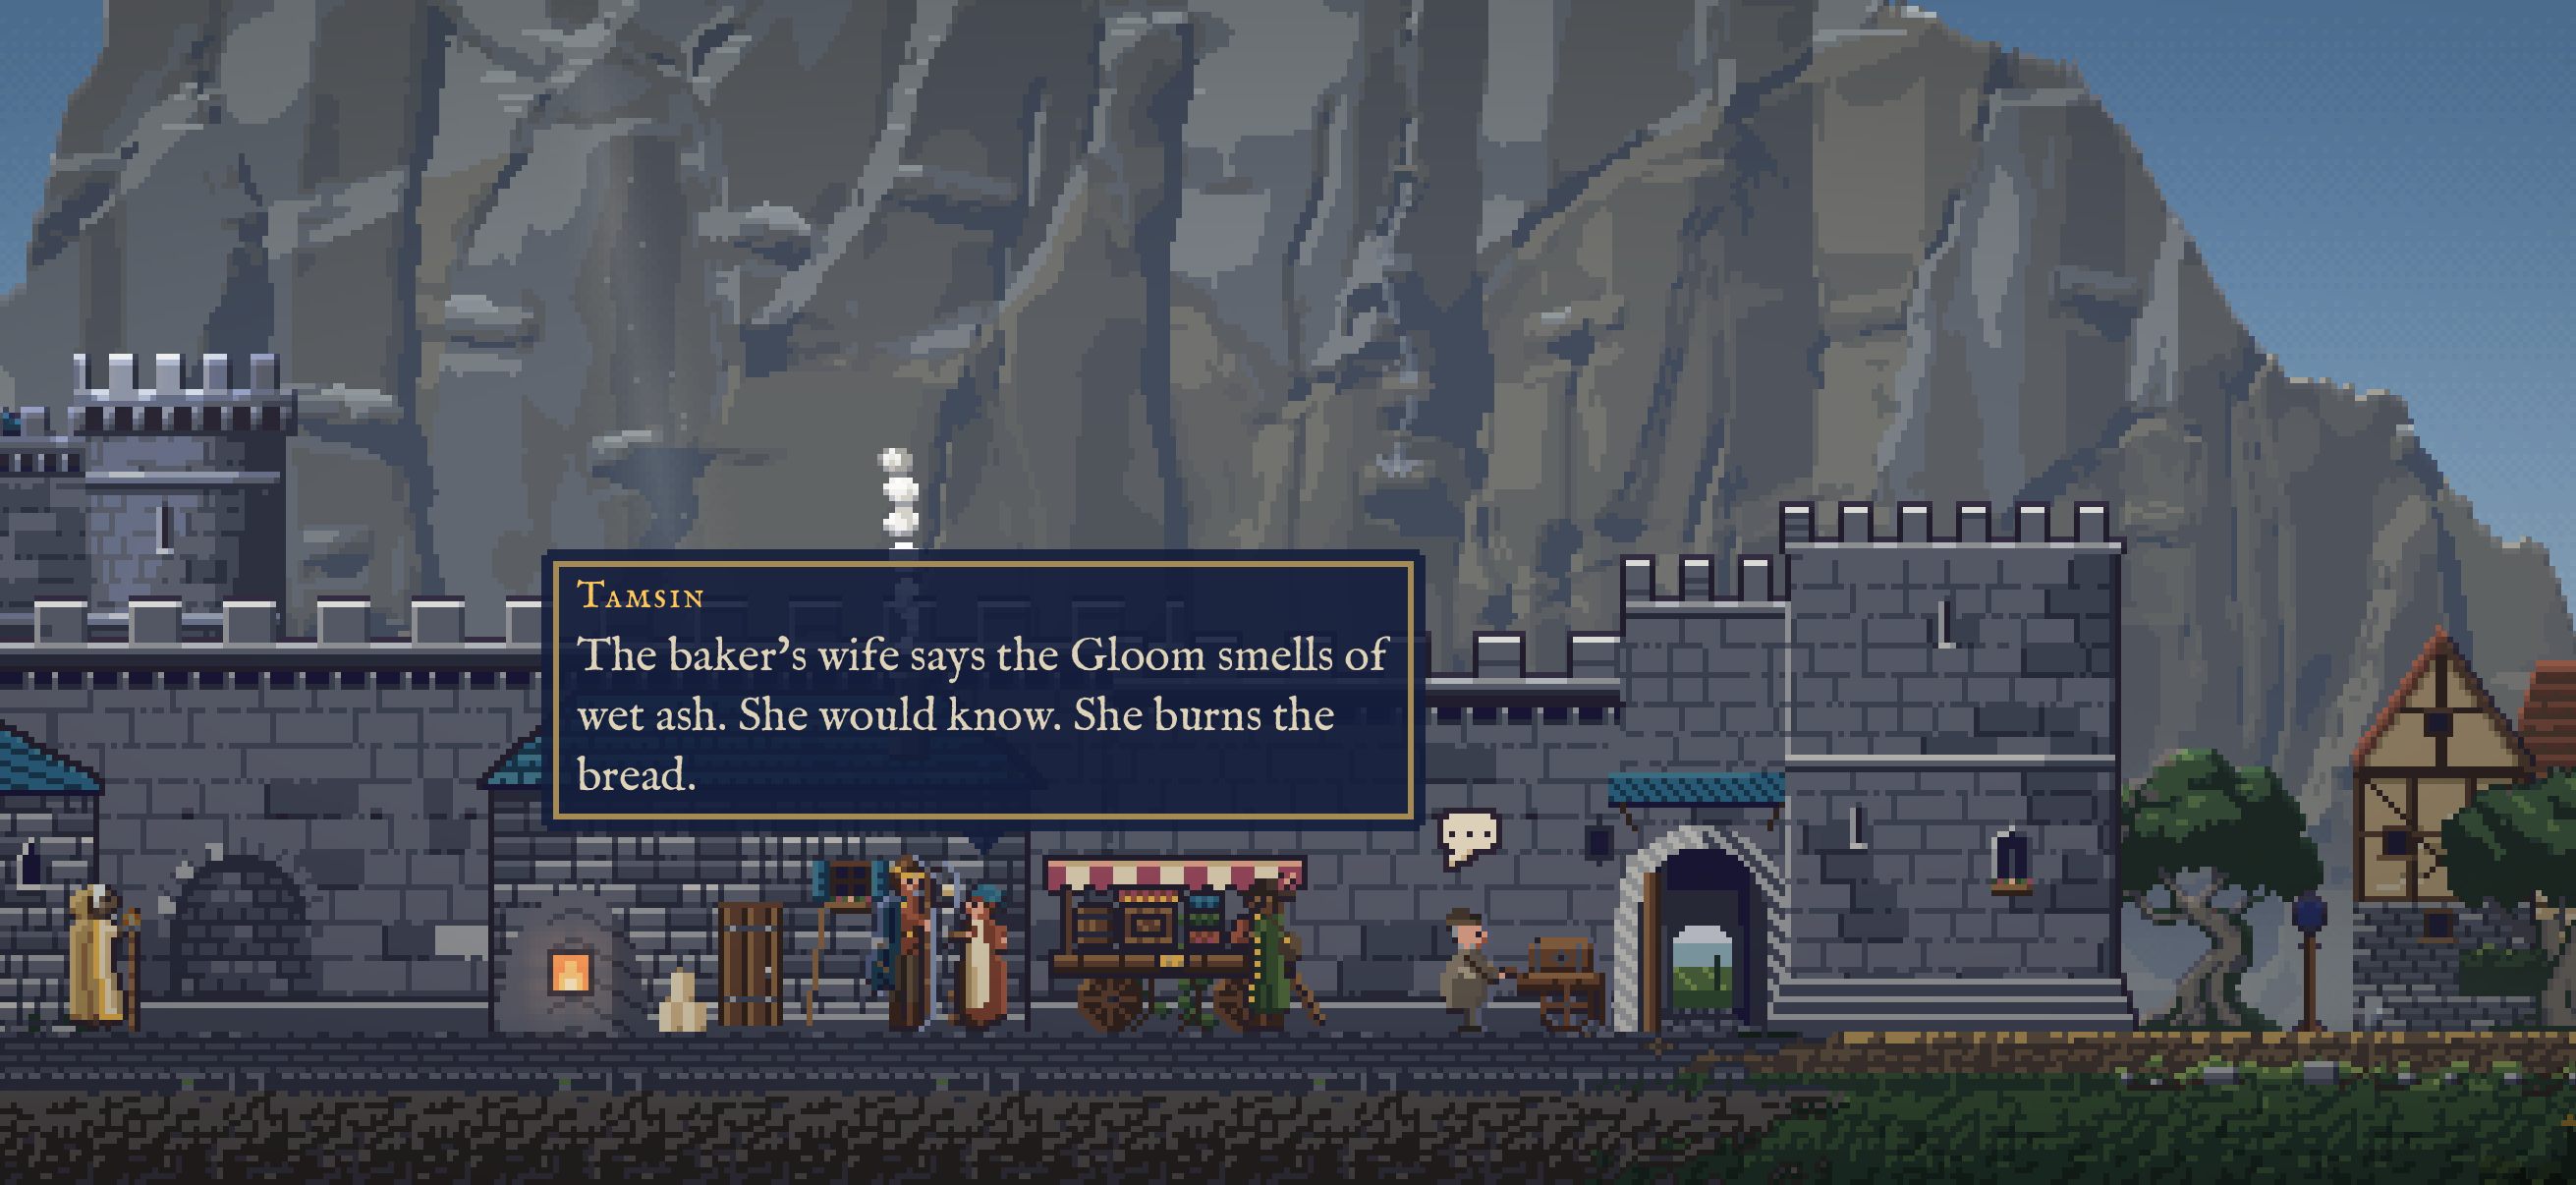 Tamsin
The baker’s wife says the Gloom smells of
wet ash. She would know. She burns the
bread.